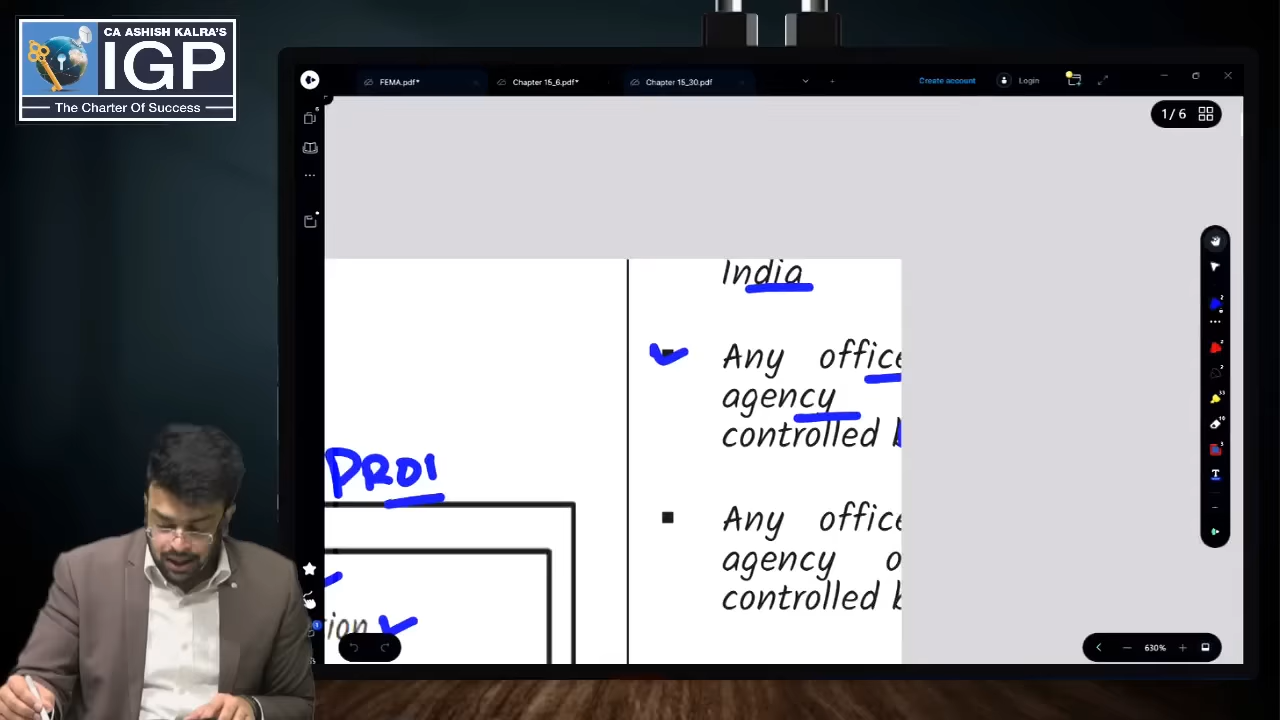 CA ASHISH KALRA'S
IGP
The Charter Of Success
FEMA.pdf*
Chapter 15_6.pdf*
Chapter 15_30.pdf
Create account
Login
1 / 6
India
Any office
agency
controlled
PROI
Any office
agency
controlled
630%